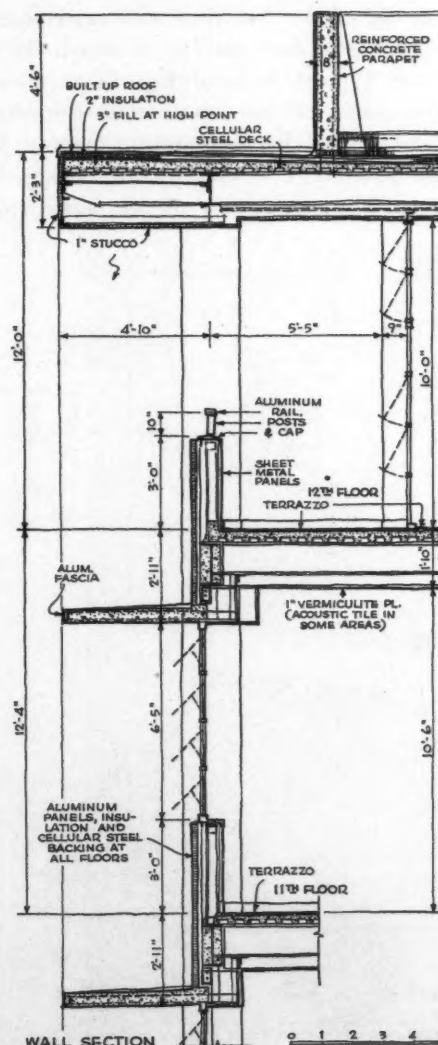 REINFORCED
CONCRETE
PARAPET
8"
4'-6"
BUILT UP ROOF
2" INSULATION
3" FILL AT HIGH POINT
CELLULAR
STEEL DECK
2'-3"
1" STUCCO
12'-0"
4'-10"
5'-5"
9"
10'-0"
10"
ALUMINUM
RAIL,
POSTS
& CAP
3'-0"
SHEET
METAL
PANELS
12TH FLOOR
TERRAZZO
2'-11"
1'-10"
ALUM.
FASCIA
1" VERMICULITE PL.
(ACOUSTIC TILE IN
SOME AREAS)
12'-4"
6'-5"
10'-6"
ALUMINUM
PANELS, INSU-
LATION AND
CELLULAR STEEL
BACKING AT
ALL FLOORS
3'-0"
TERRAZZO
11TH FLOOR
2'-11"
WALL SECTION
0 1 2 3 4